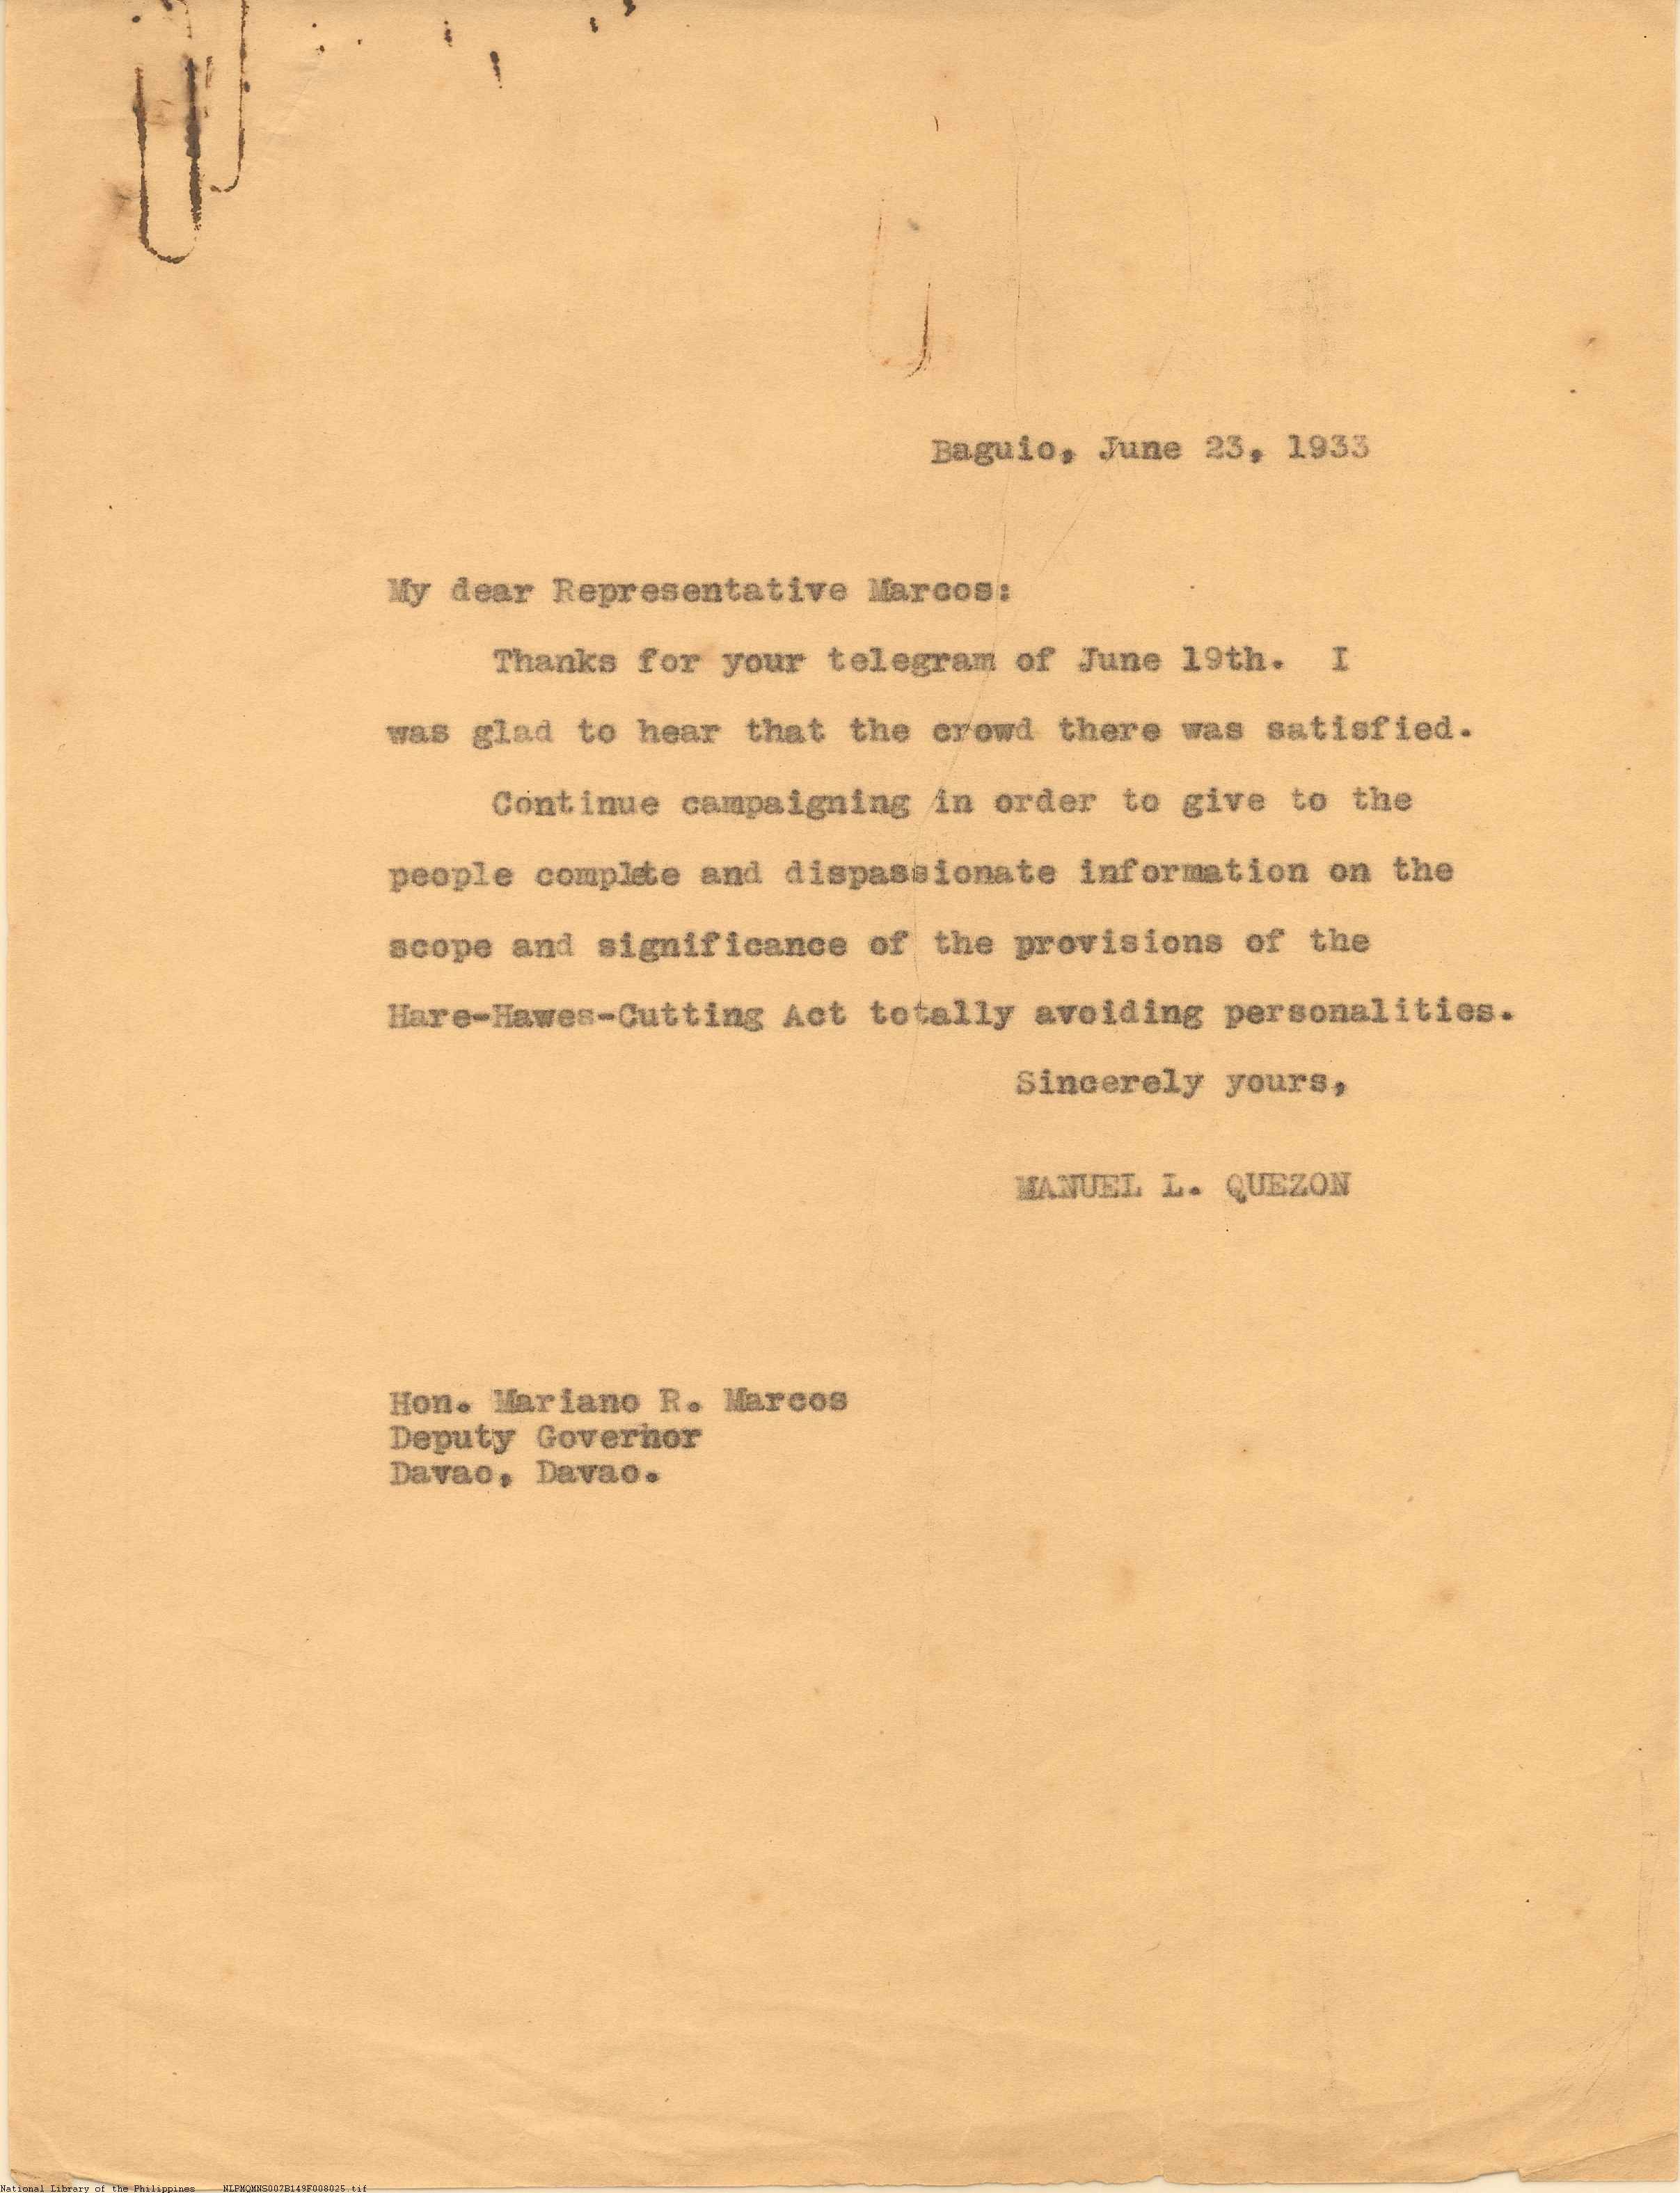 Baguio, June 23, 1933
My dear Representative Marcos:
Thanks for your telegram of June 19th. I
was glad to hear that the crowd there was satisfied.
Continue campaigning in order to give to the
people complete and dispassionate information on the
scope and significance of the provisions of the
Hare-Hawes-Cutting Act totally avoiding personalities.
Sincerely yours,
MANUEL L. QUEZON
Hon. Mariano R. Marcos
Deputy Governor
Davao, Davao.
National Library of the Philippines NLPMQMNS007B149F008025.tif